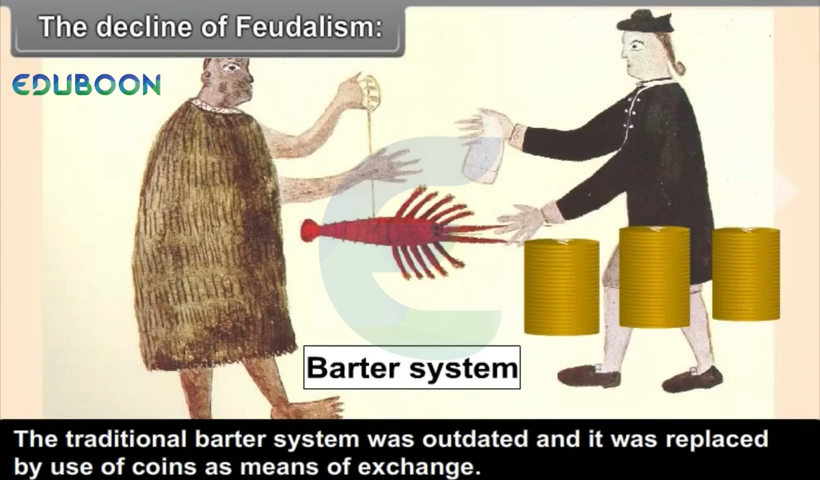 The decline of Feudalism:
EDUBOON
Barter system
The traditional barter system was outdated and it was replaced
by use of coins as means of exchange.